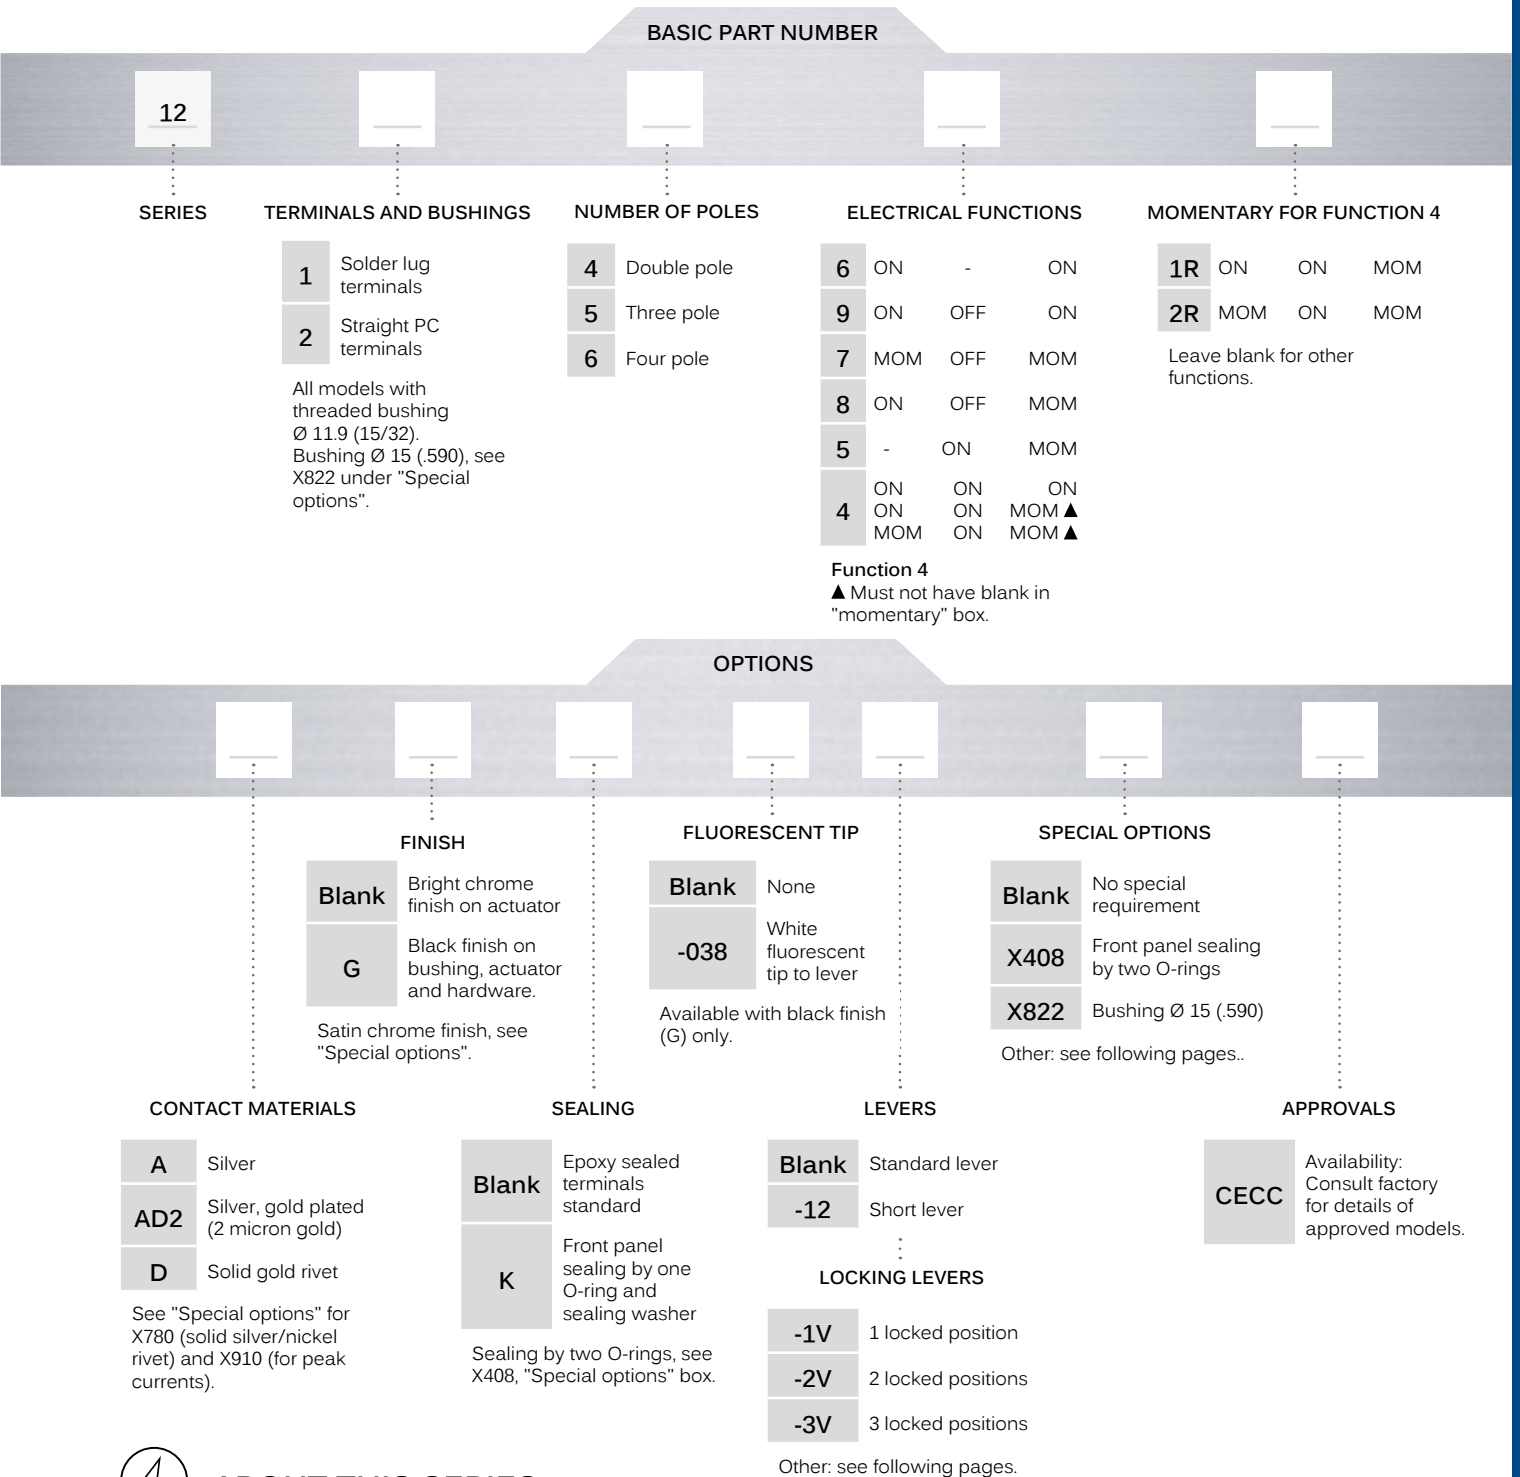 BASIC PART NUMBER
12
SERIES
TERMINALS AND BUSHINGS
1 Solder lug
terminals
2 Straight PC
terminals
All models with
threaded bushing
Ø 11.9 (15/32).
Bushing Ø 15 (.590), see
X822 under "Special
options".
NUMBER OF POLES
4 Double pole
5 Three pole
6 Four pole
ELECTRICAL FUNCTIONS
6 ON - ON
9 ON OFF ON
7 MOM OFF MOM
8 ON OFF MOM
5 - ON MOM
4
ON ON ON
ON ON MOM ▲
MOM ON MOM ▲
Function 4
▲ Must not have blank in
"momentary" box.
MOMENTARY FOR FUNCTION 4
1R ON ON MOM
2R MOM ON MOM
Leave blank for other
functions.
OPTIONS
FINISH
Blank Bright chrome
finish on actuator
G Black finish on
bushing, actuator
and hardware.
Satin chrome finish, see
"Special options".
FLUORESCENT TIP
Blank None
-038 White
fluorescent
tip to lever
Available with black finish
(G) only.
SPECIAL OPTIONS
Blank No special
requirement
X408 Front panel sealing
by two O-rings
X822 Bushing Ø 15 (.590)
Other: see following pages..
CONTACT MATERIALS
A Silver
AD2 Silver, gold plated
(2 micron gold)
D Solid gold rivet
See "Special options" for
X780 (solid silver/nickel
rivet) and X910 (for peak
currents).
SEALING
Blank Epoxy sealed
terminals
standard
K Front panel
sealing by one
O-ring and
sealing washer
Sealing by two O-rings, see
X408, "Special options" box.
LEVERS
Blank Standard lever
-12 Short lever
LOCKING LEVERS
-1V 1 locked position
-2V 2 locked positions
-3V 3 locked positions
Other: see following pages.
APPROVALS
CECC Availability:
Consult factory
for details of
approved models.
ABOUT THIS SERIES